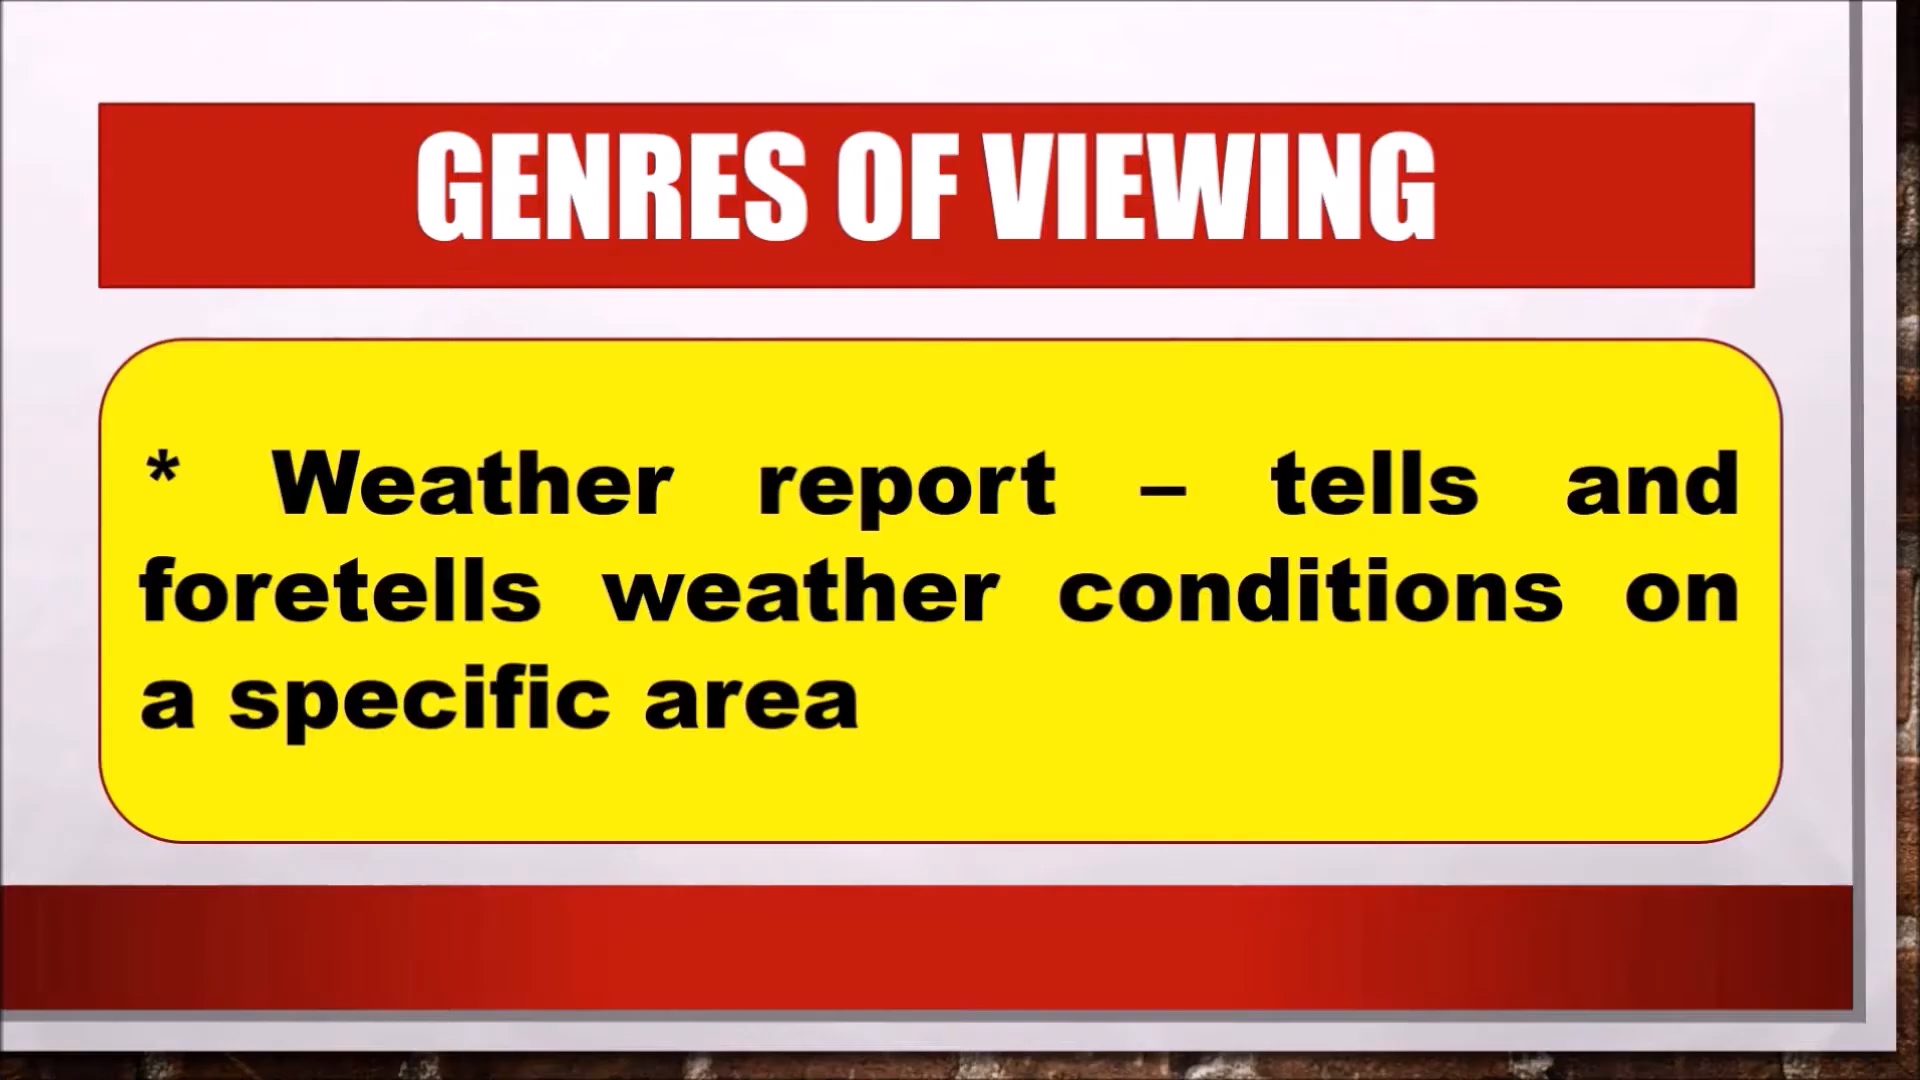 GENRES OF VIEWING
* Weather report – tells and
foretells weather conditions on
a specific area